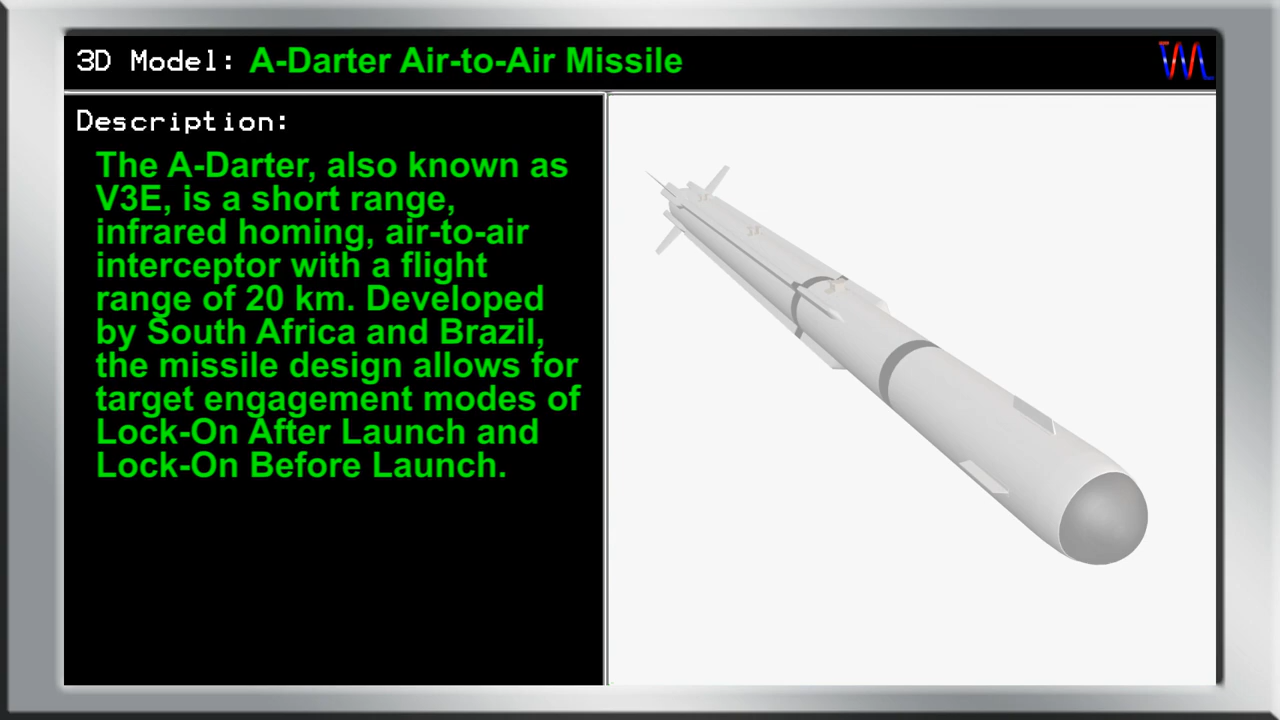 3D Model: A-Darter Air-to-Air Missile
Description:
The A-Darter, also known as
V3E, is a short range,
infrared homing, air-to-air
interceptor with a flight
range of 20 km. Developed
by South Africa and Brazil,
the missile design allows for
target engagement modes of
Lock-On After Launch and
Lock-On Before Launch.